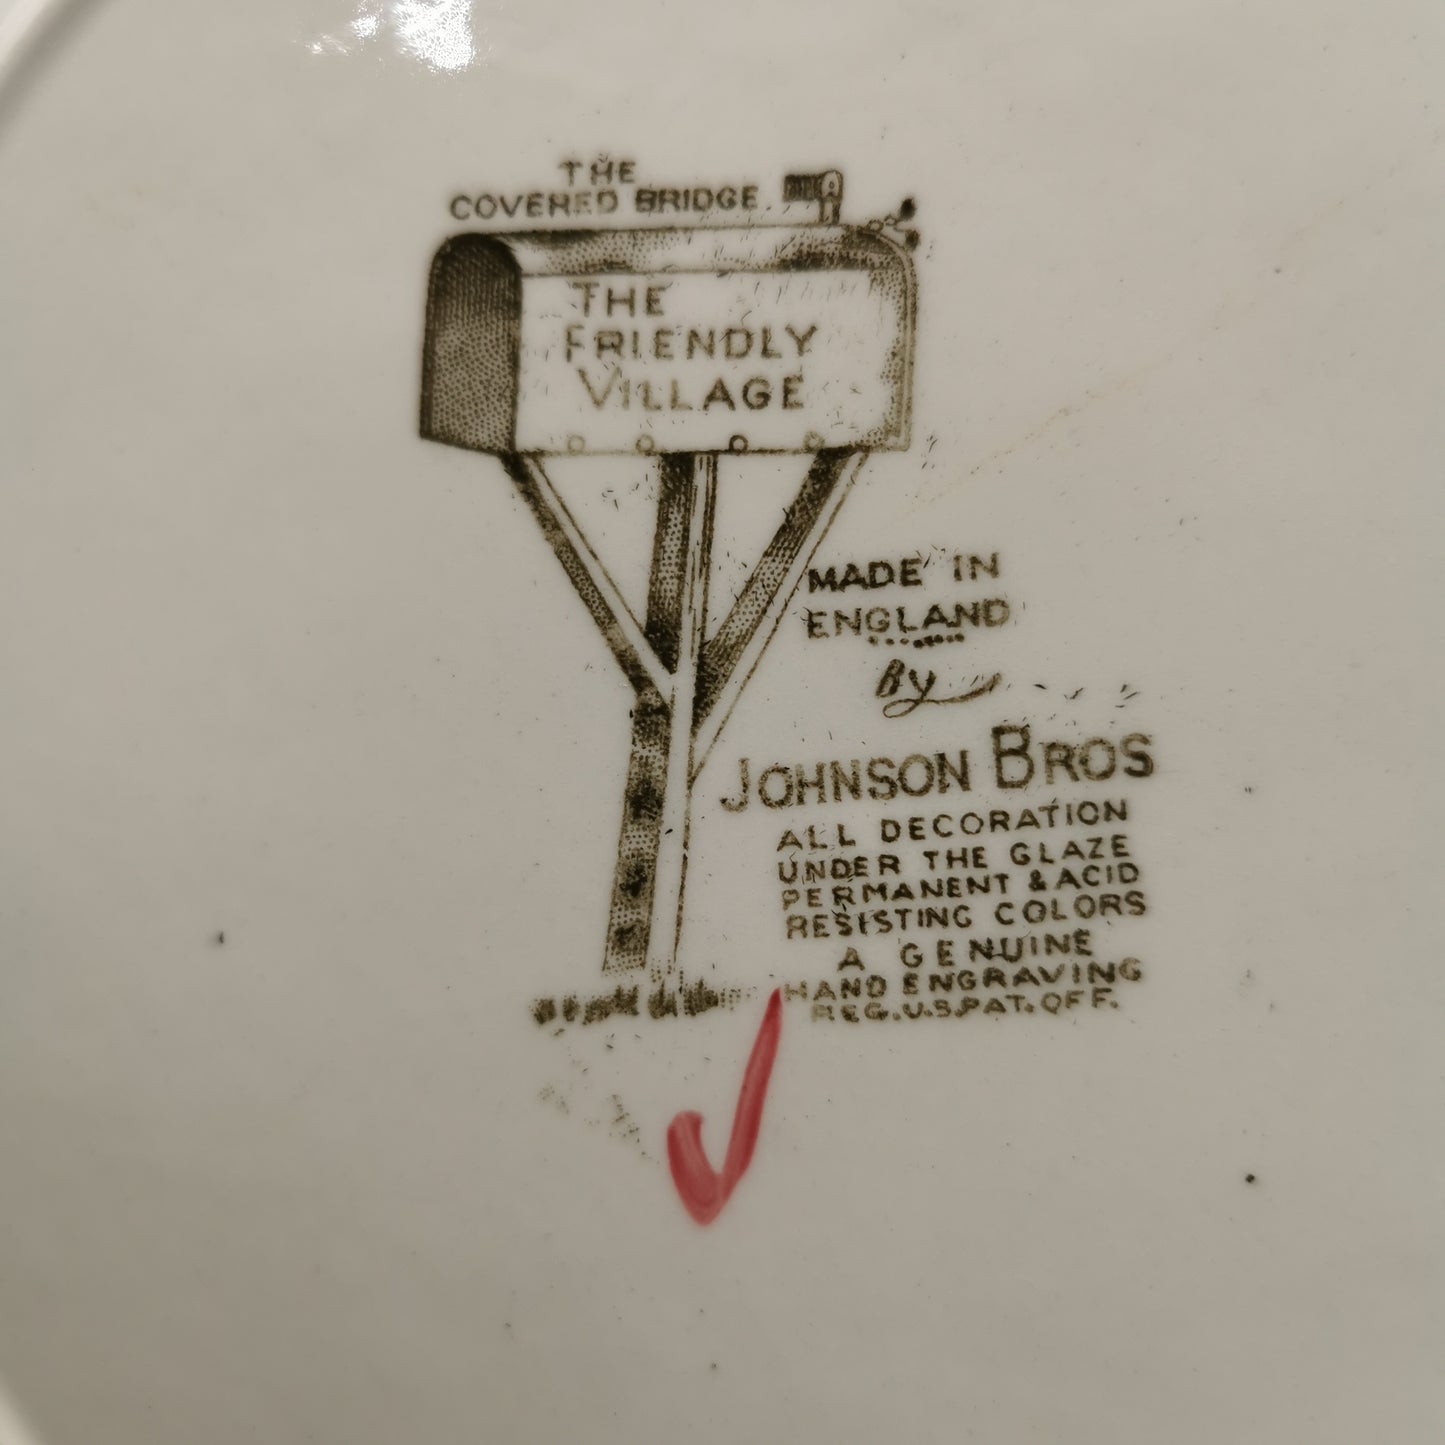 THE
COVERED BRIDGE
THE
FRIENDLY
VILLAGE
MADE IN
ENGLAND
By
JOHNSON BROS
ALL DECORATION
UNDER THE GLAZE
PERMANENT & ACID
RESISTING COLORS
A GENUINE
HAND ENGRAVING
REG. U.S. PAT. OFF.